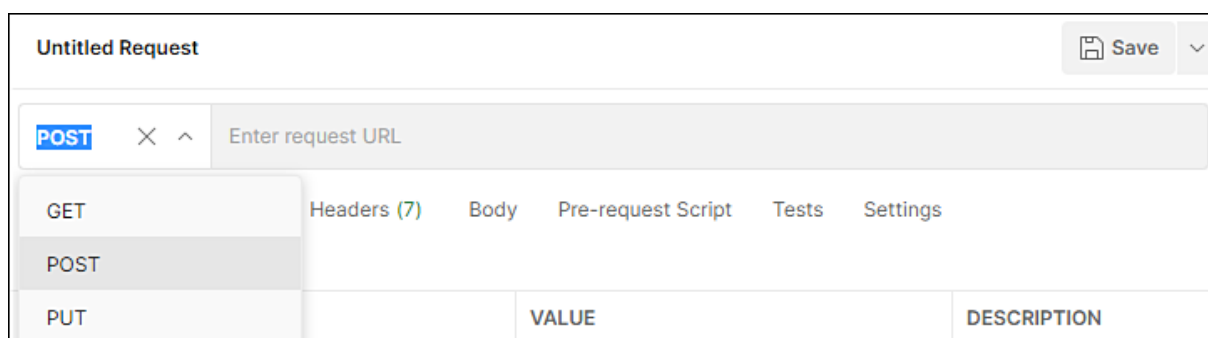 Untitled Request
Save
POST
Enter request URL
GET
Headers (7) Body Pre-request Script Tests Settings
POST
PUT
VALUE DESCRIPTION